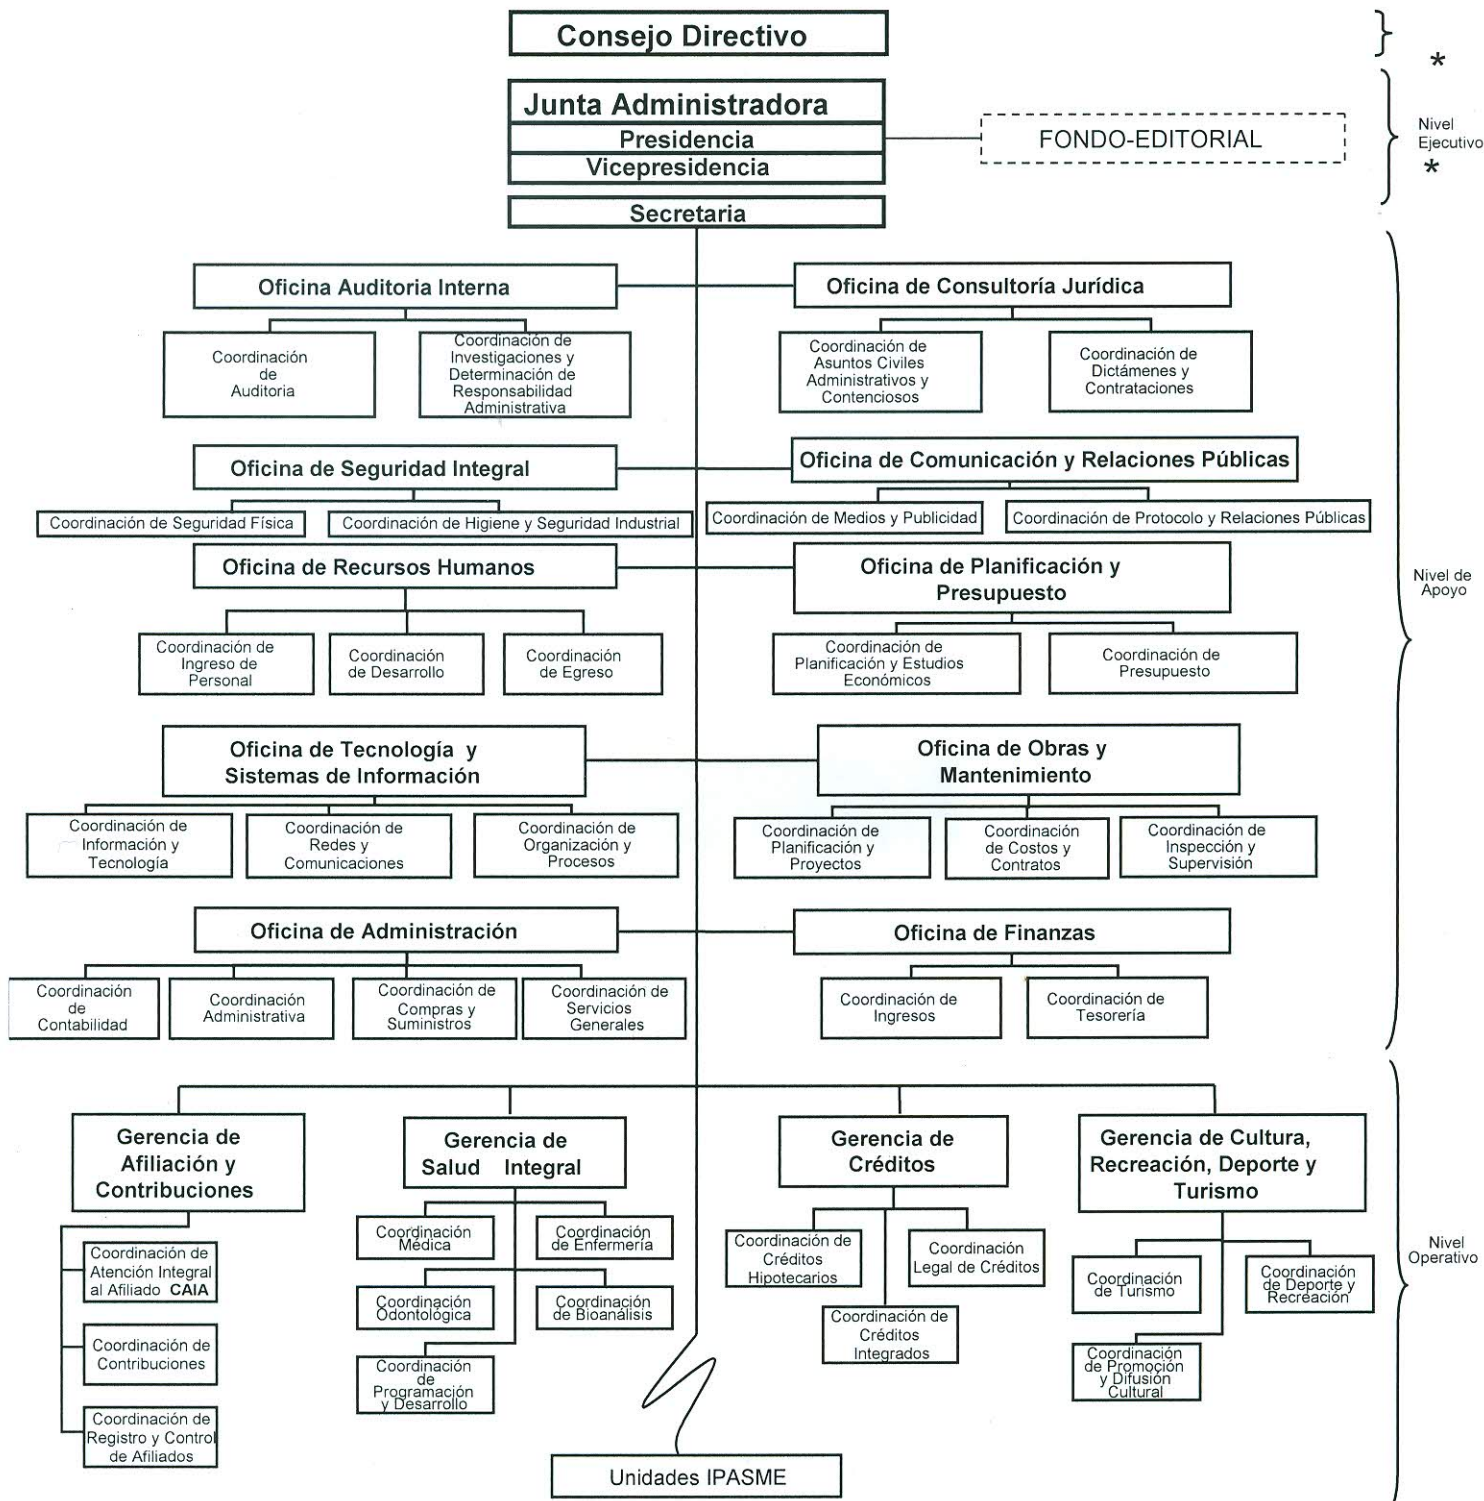 Consejo Directivo
*
Junta Administradora
Presidencia
Vicepresidencia
Secretaria
FONDO-EDITORIAL
Nivel
Ejecutivo
*
Oficina Auditoria Interna
Coordinación
de
Auditoria
Coordinación de
Investigaciones y
Determinación de
Responsabilidad
Administrativa
Oficina de Consultoría Jurídica
Coordinación de
Asuntos Civiles
Administrativos y
Contenciosos
Coordinación de
Dictámenes y
Contrataciones
Oficina de Seguridad Integral
Coordinación de Seguridad Física
Coordinación de Higiene y Seguridad Industrial
Oficina de Comunicación y Relaciones Públicas
Coordinación de Medios y Publicidad
Coordinación de Protocolo y Relaciones Públicas
Oficina de Recursos Humanos
Coordinación de
Ingreso de
Personal
Coordinación
de Desarrollo
Coordinación
de Egreso
Oficina de Planificación y
Presupuesto
Coordinación de
Planificación y Estudios
Económicos
Coordinación de
Presupuesto
Nivel de
Apoyo
Oficina de Tecnología y
Sistemas de Información
Coordinación de
Información y
Tecnología
Coordinación de
Redes y
Comunicaciones
Coordinación de
Organización y
Procesos
Oficina de Obras y
Mantenimiento
Coordinación de
Planificación y
Proyectos
Coordinación
de Costos y
Contratos
Coordinación de
Inspección y
Supervisión
Oficina de Administración
Coordinación
de
Contabilidad
Coordinación
Administrativa
Coordinación de
Compras y
Suministros
Coordinación de
Servicios
Generales
Oficina de Finanzas
Coordinación de
Ingresos
Coordinación de
Tesorería
Gerencia de
Afiliación y
Contribuciones
Coordinación de
Atención Integral
al Afiliado CAIA
Coordinación de
Contribuciones
Coordinación de
Registro y Control
de Afiliados
Gerencia de
Salud Integral
Coordinación
Médica
Coordinación
de Enfermería
Coordinación
Odontológica
Coordinación
de Bioanálisis
Coordinación
de
Programación
y Desarrollo
Gerencia de
Créditos
Coordinación de
Créditos
Hipotecarios
Coordinación
Legal de Créditos
Coordinación de
Créditos
Integrados
Gerencia de Cultura,
Recreación, Deporte y
Turismo
Coordinación
de Turismo
Coordinación
de Deporte y
Recreación
Coordinación
de Promoción
y Difusión
Cultural
Nivel
Operativo
Unidades IPASME